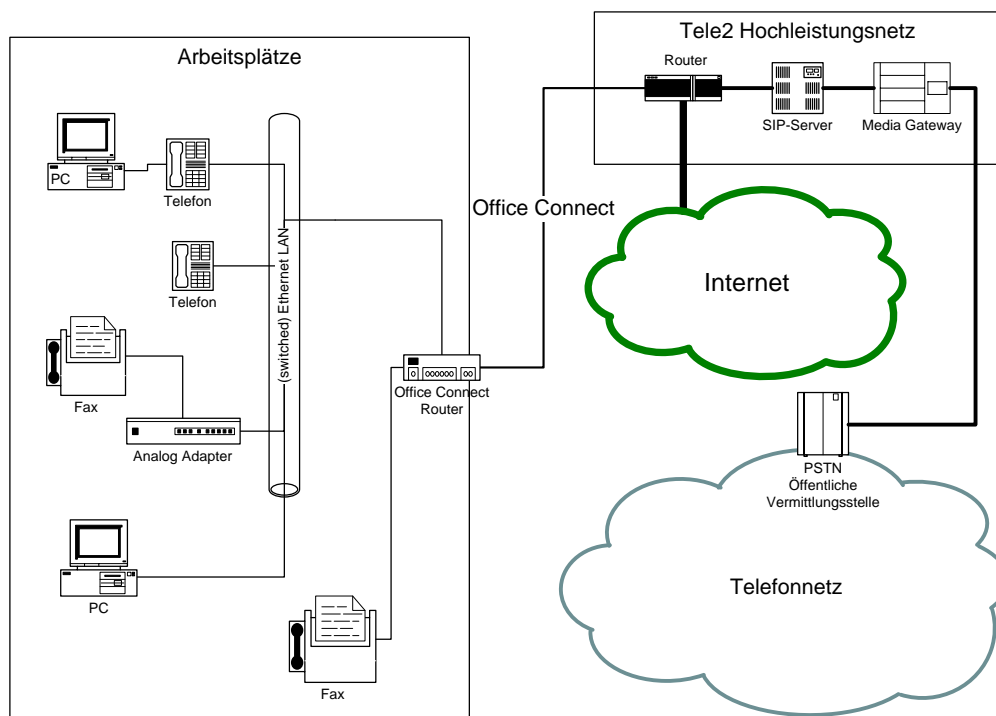 Arbeitsplätze
PC
Telefon
Telefon
(switched) Ethernet LAN
Fax
Analog Adapter
PC
Fax
Office Connect
Router
Office Connect
Tele2 Hochleistungsnetz
Router
SIP-Server
Media Gateway
Internet
PSTN
Öffentliche
Vermittlungsstelle
Telefonnetz